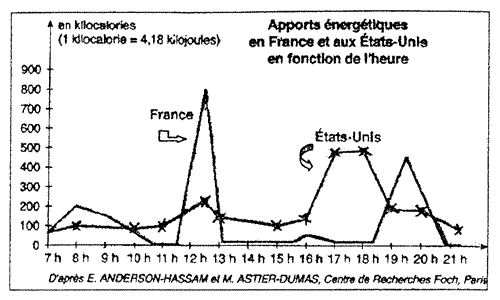 en kilocalories
(1 kilocalorie = 4,18 kilojoules)
Apports énergétiques
en France et aux États-Unis
en fonction de l'heure
900
800
700
600
500
400
300
200
100
0
France
États-Unis
7 h 8 h 9 h 10 h 11 h 12 h 13 h 14 h 15 h 16 h 17 h 18 h 19 h 20 h 21 h
D'après E. ANDERSON-HASSAM et M. ASTIER-DUMAS, Centre de Recherches Foch, Paris